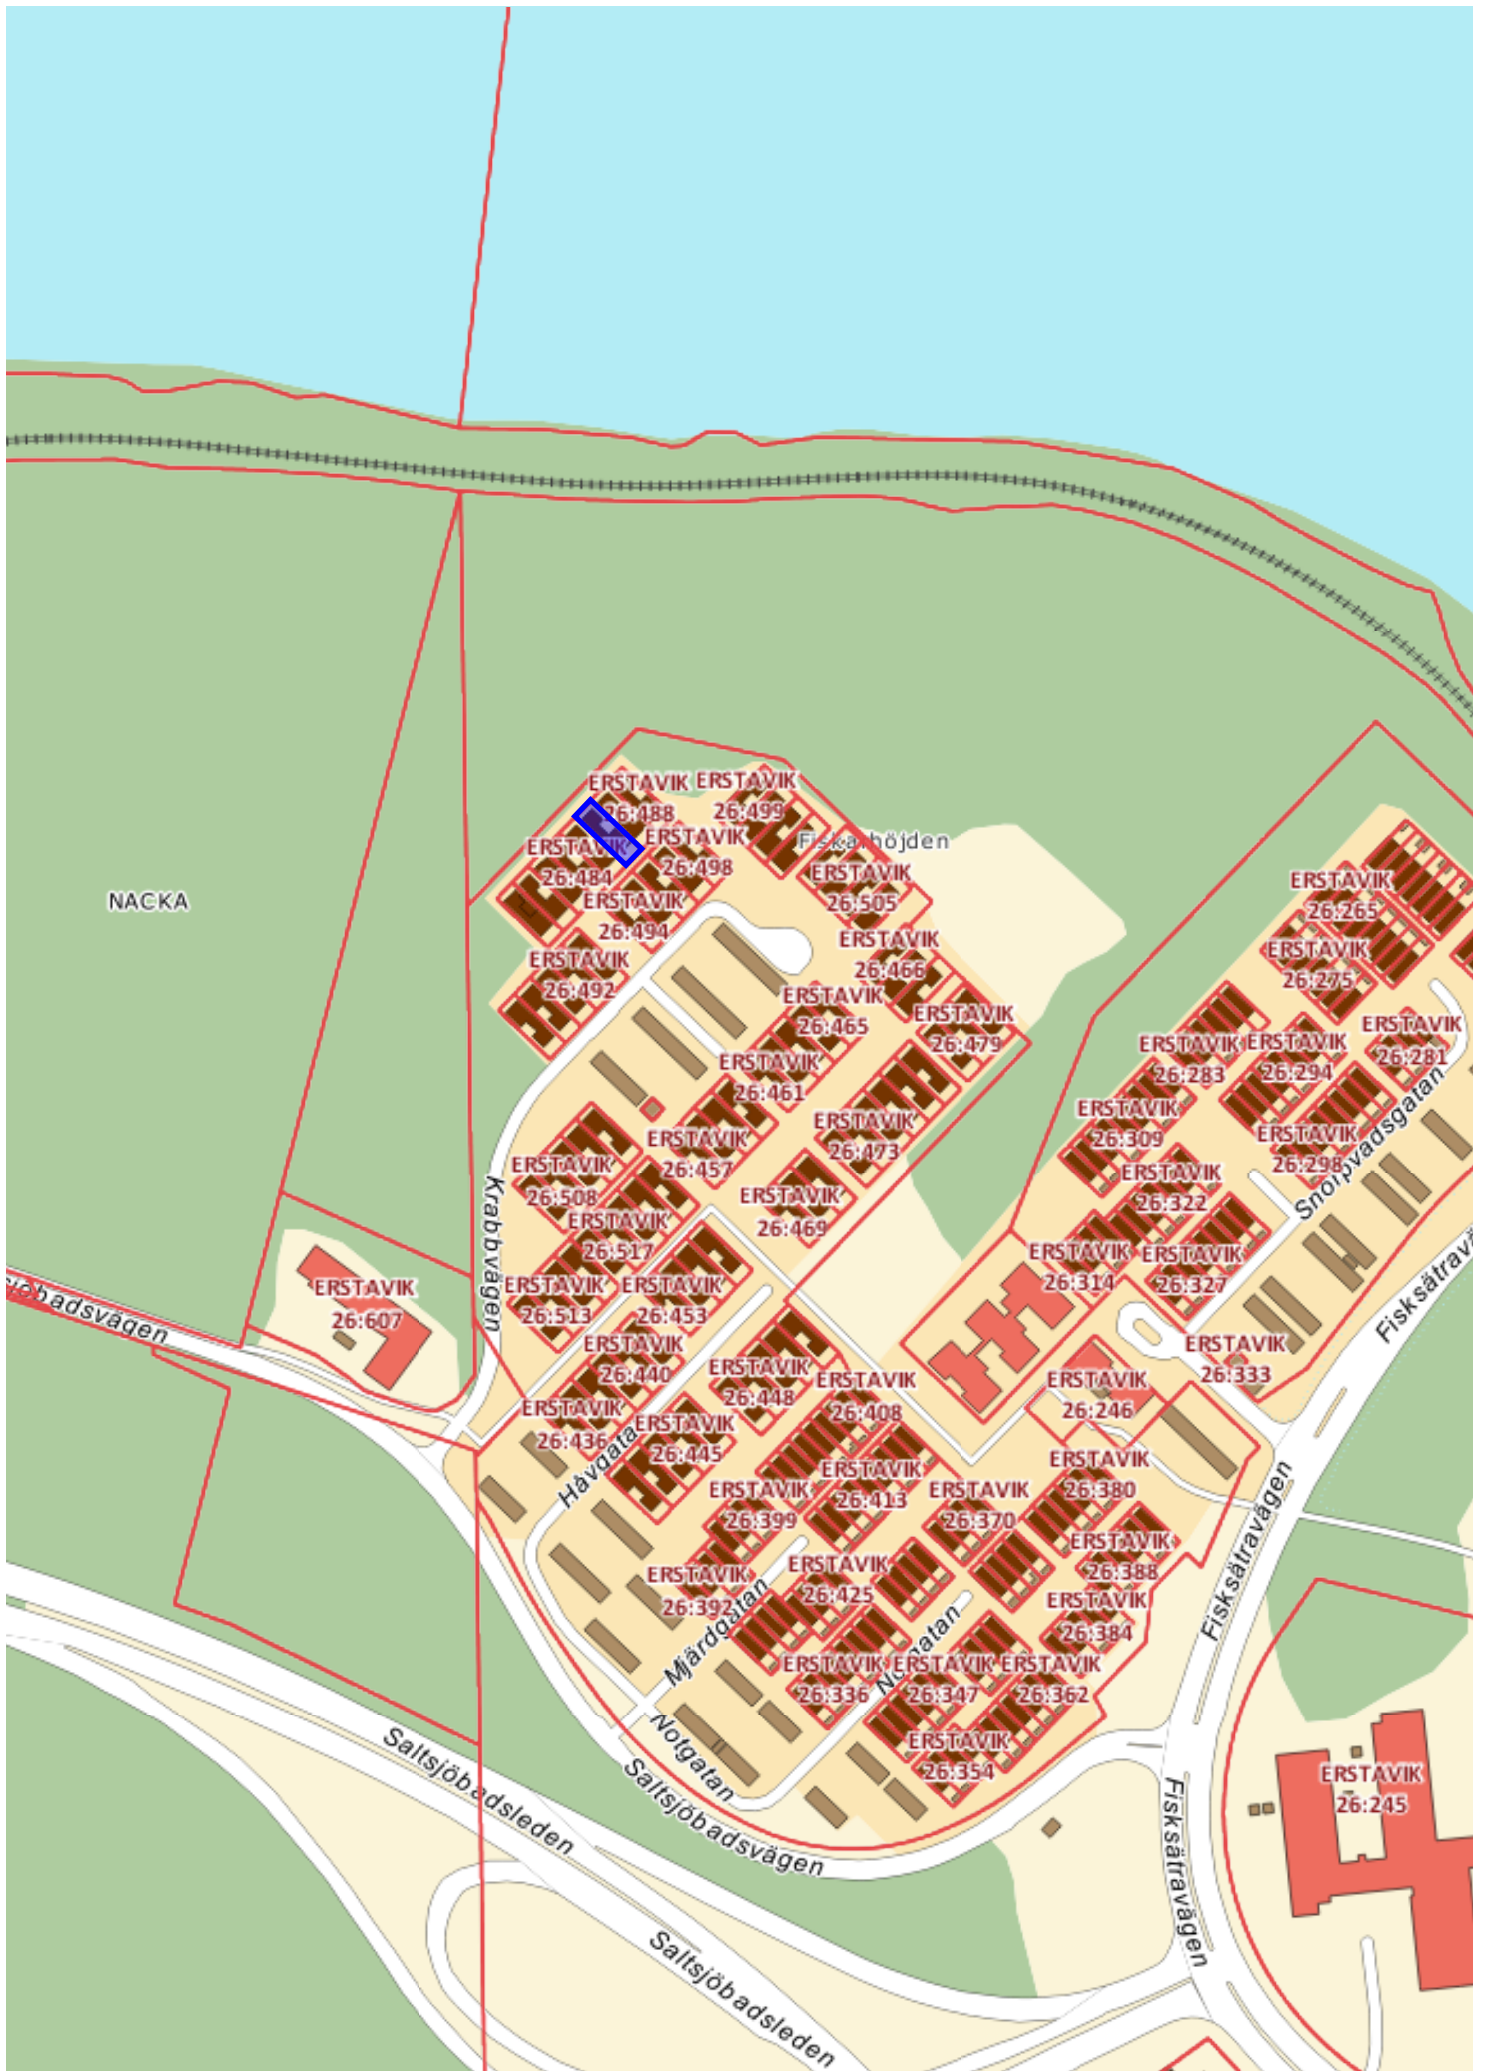 NACKA
ERSTAVIK
26:488
ERSTAVIK
26:499
Fiskarhöjden
ERSTAVIK
26:484
ERSTAVIK
26:498
ERSTAVIK
26:505
ERSTAVIK
26:494
ERSTAVIK
26:492
ERSTAVIK
26:466
ERSTAVIK
26:465
ERSTAVIK
26:479
ERSTAVIK
26:461
ERSTAVIK
26:457
ERSTAVIK
26:473
ERSTAVIK
26:469
ERSTAVIK
26:508
ERSTAVIK
26:517
ERSTAVIK
26:513
ERSTAVIK
26:453
Krabbvägen
ERSTAVIK
26:607
ERSTAVIK
26:265
ERSTAVIK
26:275
ERSTAVIK
26:281
ERSTAVIK
26:283
ERSTAVIK
26:294
ERSTAVIK
26:309
ERSTAVIK
26:298
Snörpvadsgatan
ERSTAVIK
26:322
ERSTAVIK
26:314
ERSTAVIK
26:327
ERSTAVIK
26:333
ERSTAVIK
26:246
ERSTAVIK
26:440
ERSTAVIK
26:448
ERSTAVIK
26:436
ERSTAVIK
26:445
Håvgatan
ERSTAVIK
26:408
ERSTAVIK
26:413
ERSTAVIK
26:399
ERSTAVIK
26:370
ERSTAVIK
26:380
ERSTAVIK
26:388
ERSTAVIK
26:392
ERSTAVIK
26:425
ERSTAVIK
26:384
Mjärdgatan
Notgatan
ERSTAVIK
26:336
ERSTAVIK
26:347
ERSTAVIK
26:362
ERSTAVIK
26:354
Notgatan
Saltsjöbadsvägen
Saltsjöbadsleden
Saltsjöbadsleden
Fisksätravägen
Fisksätravägen
ERSTAVIK
26:245